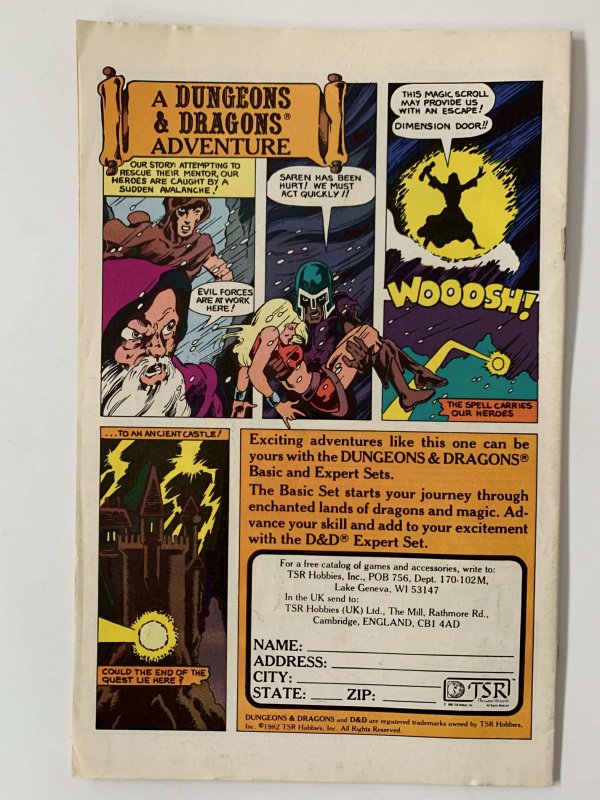 A DUNGEONS
& DRAGONS®
ADVENTURE
OUR STORY: ATTEMPTING TO
RESCUE THEIR MENTOR, OUR
HEROES ARE CAUGHT BY A
SUDDEN AVALANCHE!
EVIL FORCES
ARE AT WORK
HERE!
SAREN HAS BEEN
HURT! WE MUST
ACT QUICKLY!!
THIS MAGIC SCROLL
MAY PROVIDE US
WITH AN ESCAPE!
DIMENSION DOOR!!
WOOOSH!
THE SPELL CARRIES
OUR HEROES
...TO AN ANCIENT CASTLE!
COULD THE END OF THE
QUEST LIE HERE?
Exciting adventures like this one can be
yours with the DUNGEONS & DRAGONS®
Basic and Expert Sets.
The Basic Set starts your journey through
enchanted lands of dragons and magic. Ad-
vance your skill and add to your excitement
with the D&D® Expert Set.
For a free catalog of games and accessories, write to:
TSR Hobbies, Inc., POB 756, Dept. 170-102M,
Lake Geneva, WI 53147
In the UK send to:
TSR Hobbies (UK) Ltd., The Mill, Rathmore Rd.,
Cambridge, ENGLAND, CB1 4AD
NAME:
ADDRESS:
CITY:
STATE: ZIP:
TSR
DUNGEONS & DRAGONS and D&D are registered trademarks owned by TSR Hobbies,
Inc. ©1982 TSR Hobbies, Inc. All Rights Reserved.